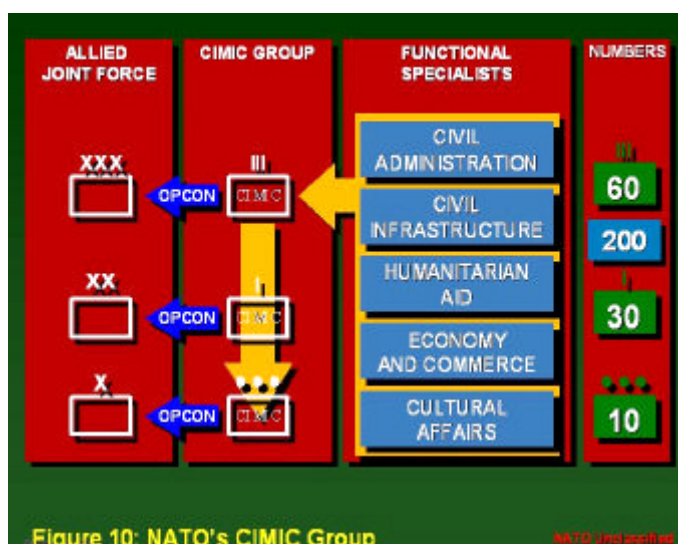 ALLIED
JOINT FORCE
CIMIC GROUP
FUNCTIONAL
SPECIALISTS
NUMBERS
XXX
OPCON
III
CIMIC
XX
OPCON
I
CIMIC
X
OPCON
•••
CIMIC
CIVIL
ADMINISTRATION
CIVIL
INFRASTRUCTURE
HUMANITARIAN
AID
ECONOMY
AND COMMERCE
CULTURAL
AFFAIRS
III
60
200
I
30
•••
10
Figure 10: NATO's CIMIC Group
NATO Unclassified